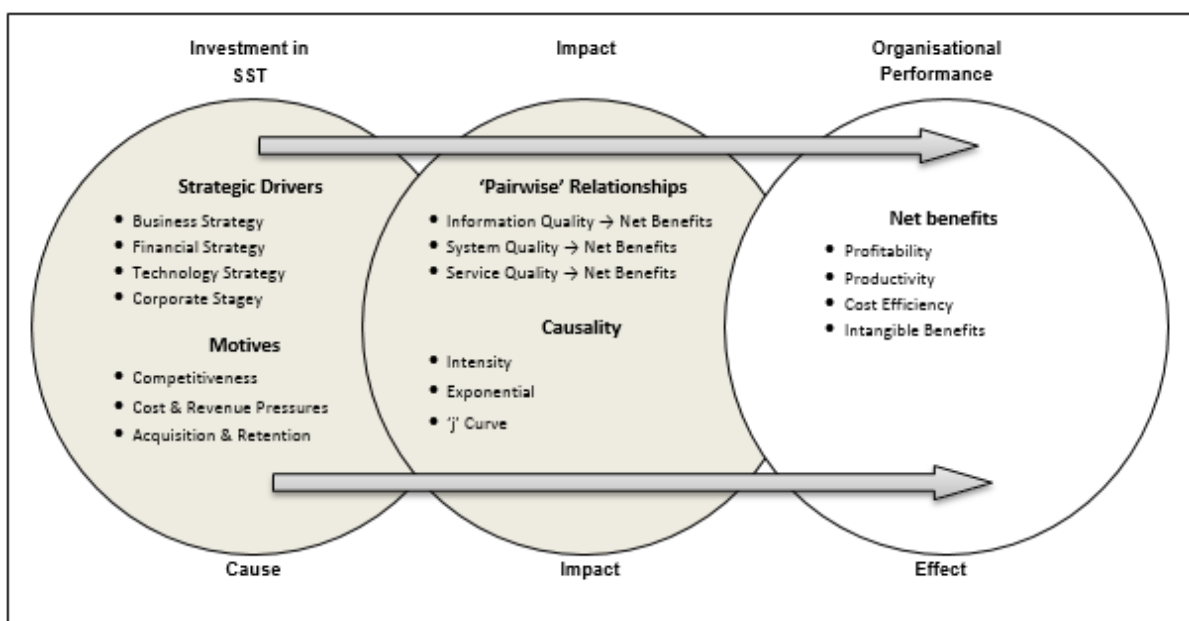 Investment in
SST
Impact
Organisational
Performance
Strategic Drivers
• Business Strategy
• Financial Strategy
• Technology Strategy
• Corporate Stagey
Motives
• Competitiveness
• Cost & Revenue Pressures
• Acquisition & Retention
‘Pairwise’ Relationships
• Information Quality → Net Benefits
• System Quality → Net Benefits
• Service Quality → Net Benefits
Causality
• Intensity
• Exponential
• ‘j’ Curve
Net benefits
• Profitability
• Productivity
• Cost Efficiency
• Intangible Benefits
Cause
Impact
Effect